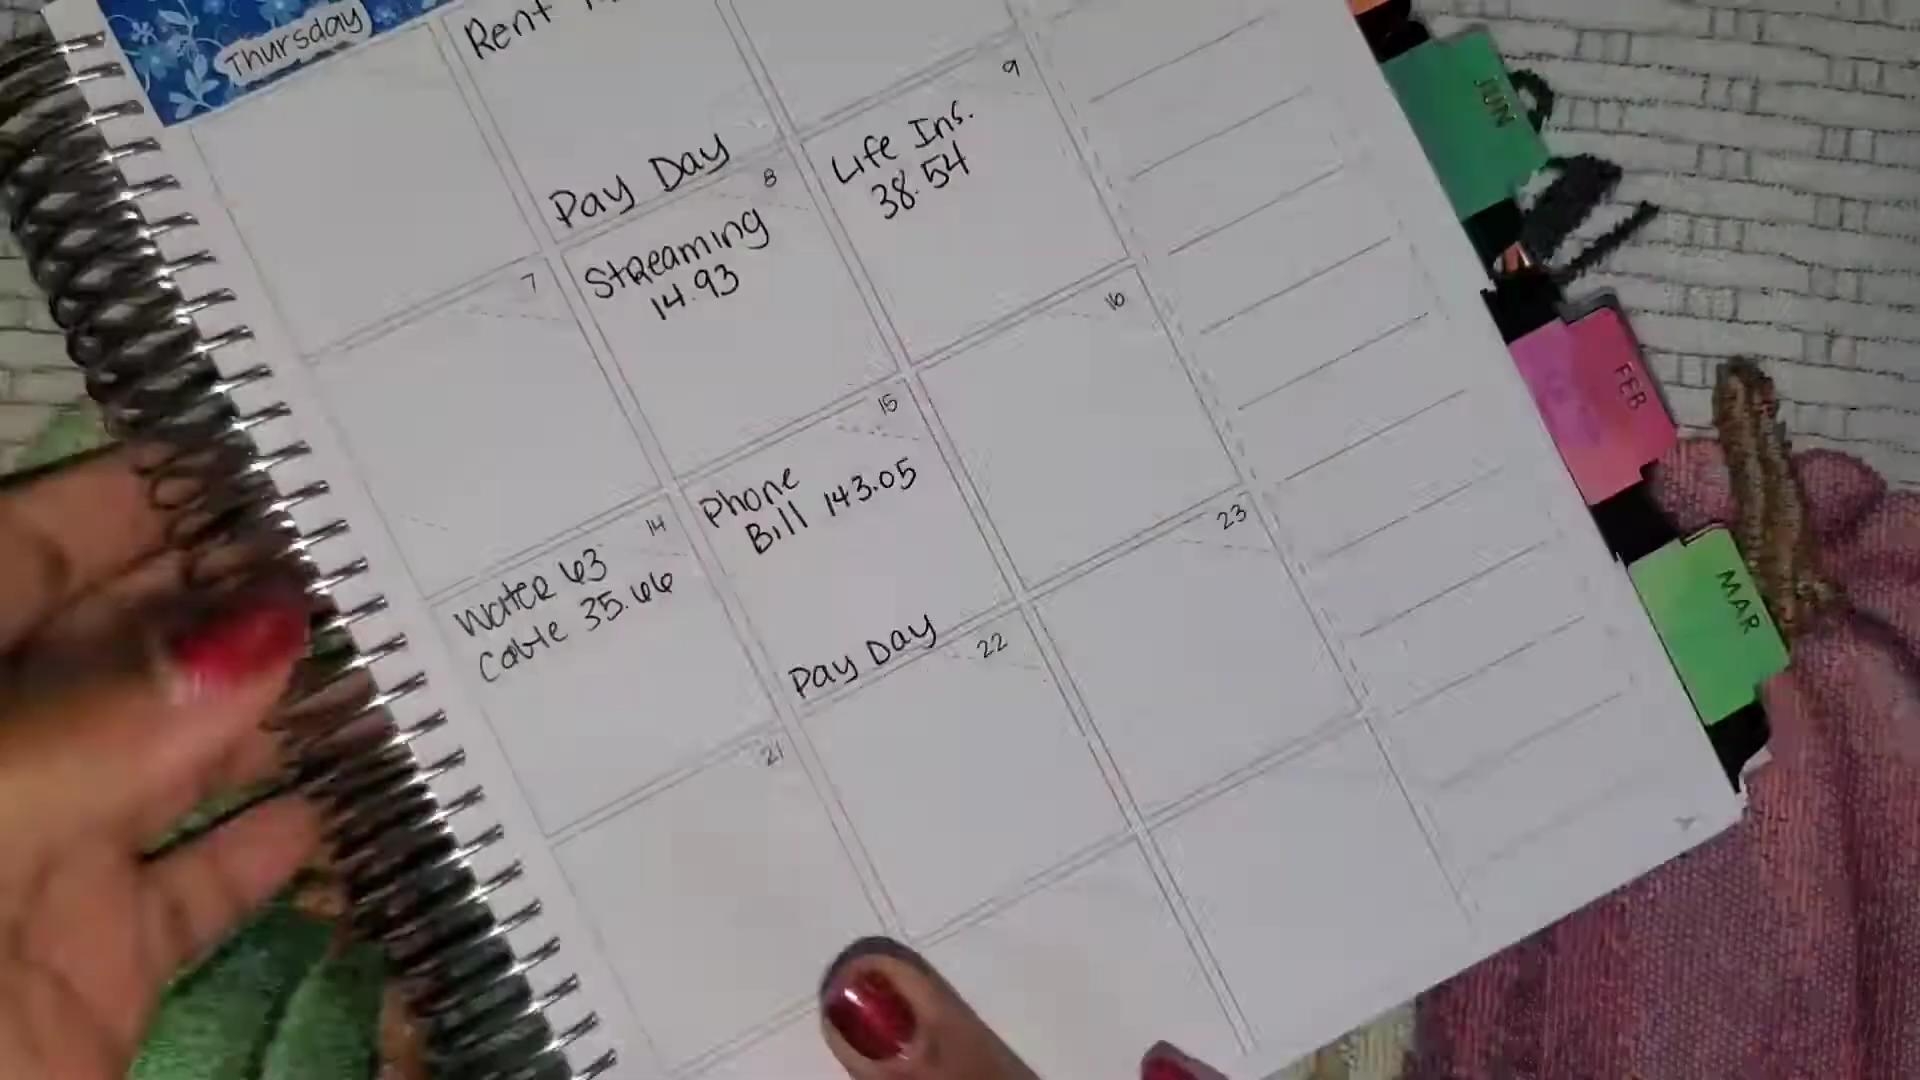 Thursday
Rent
Pay Day
8
Streaming
14.93
9
Life Ins.
38.54
7
14
Water 63
Cable 35.66
15
Phone
Bill 143.05
Pay Day
16
21
22
23
JUN
FEB
MAR